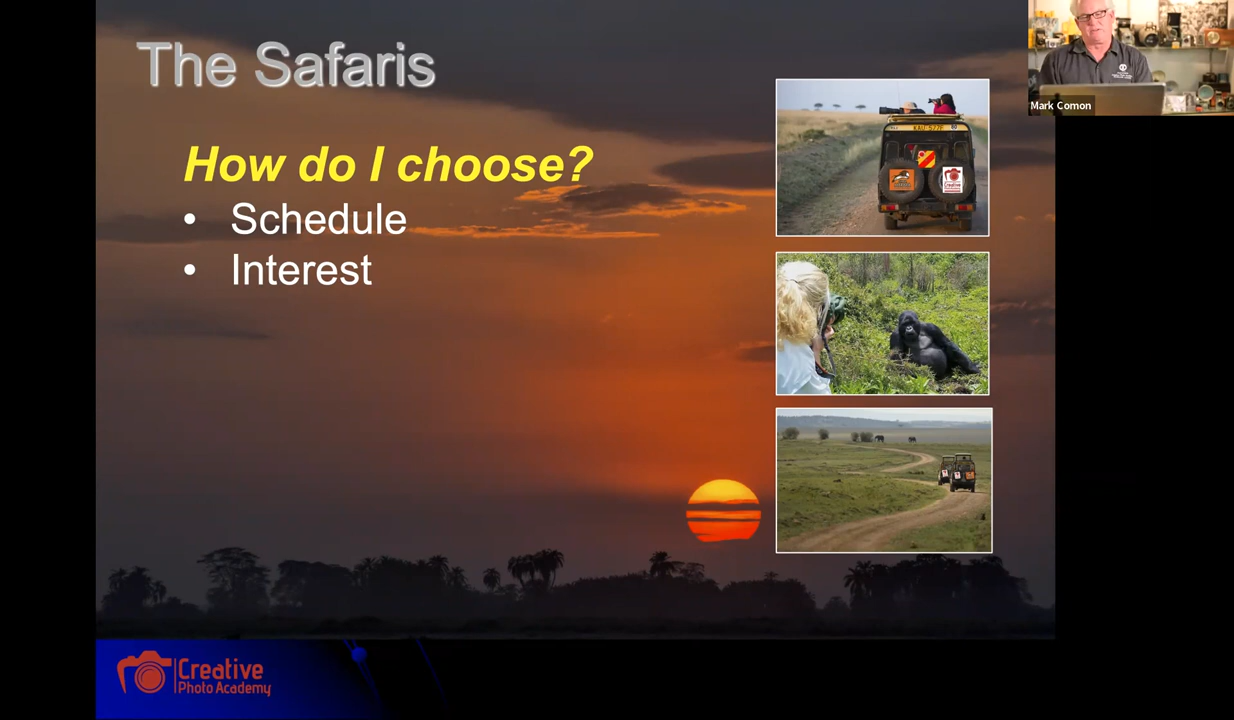 The Safaris
How do I choose?
• Schedule
• Interest
Mark Comon
Creative
Photo Academy